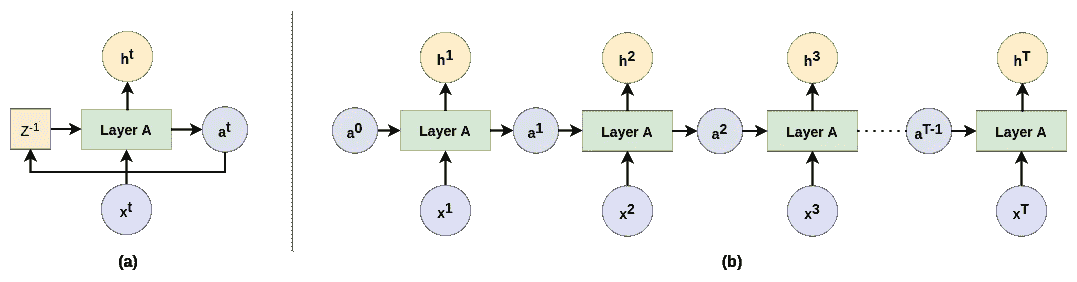 h^t
Z^-1
Layer A
a^t
x^t
(a)
h^1 h^2 h^3 h^T
a^0 Layer A a^1 Layer A a^2 Layer A a^T-1 Layer A
x^1 x^2 x^3 x^T
(b)